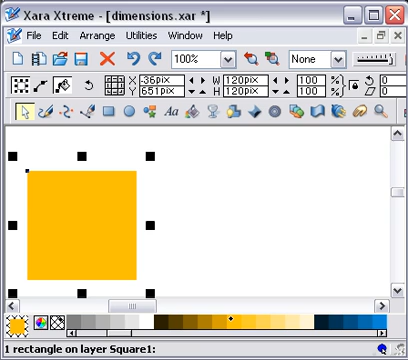 Xara Xtreme - [dimensions.xar *]
File Edit Arrange Utilities Window Help
100% None
X -36pix W 120pix 100 % 0
Y 651pix H 120pix 100 % 0
Aa
1 rectangle on layer Square1: